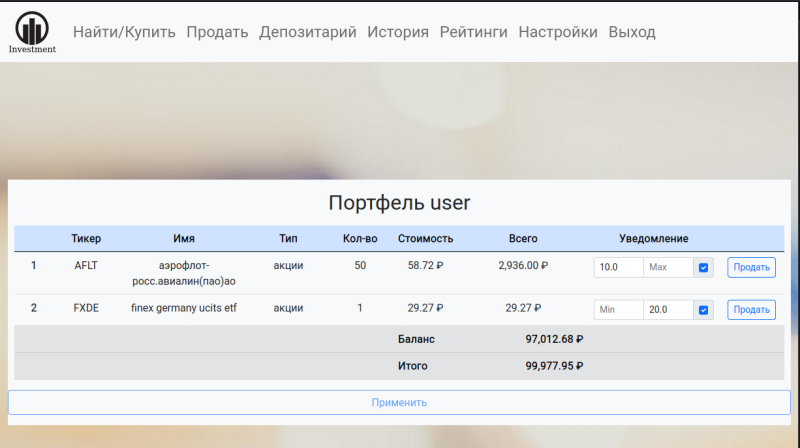 Investment
Найти/Купить Продать Депозитарий История Рейтинги Настройки Выход
Портфель user
Тикер Имя Тип Кол-во Стоимость Всего Уведомление
1 AFLT аэрофлот-
росс.авиалин(пао)ао акции 50 58.72 ₽ 2,936.00 ₽ 10.0 Max Продать
2 FXDE finex germany ucits etf акции 1 29.27 ₽ 29.27 ₽ Min 20.0 Продать
Баланс 97,012.68 ₽
Итого 99,977.95 ₽
Применить